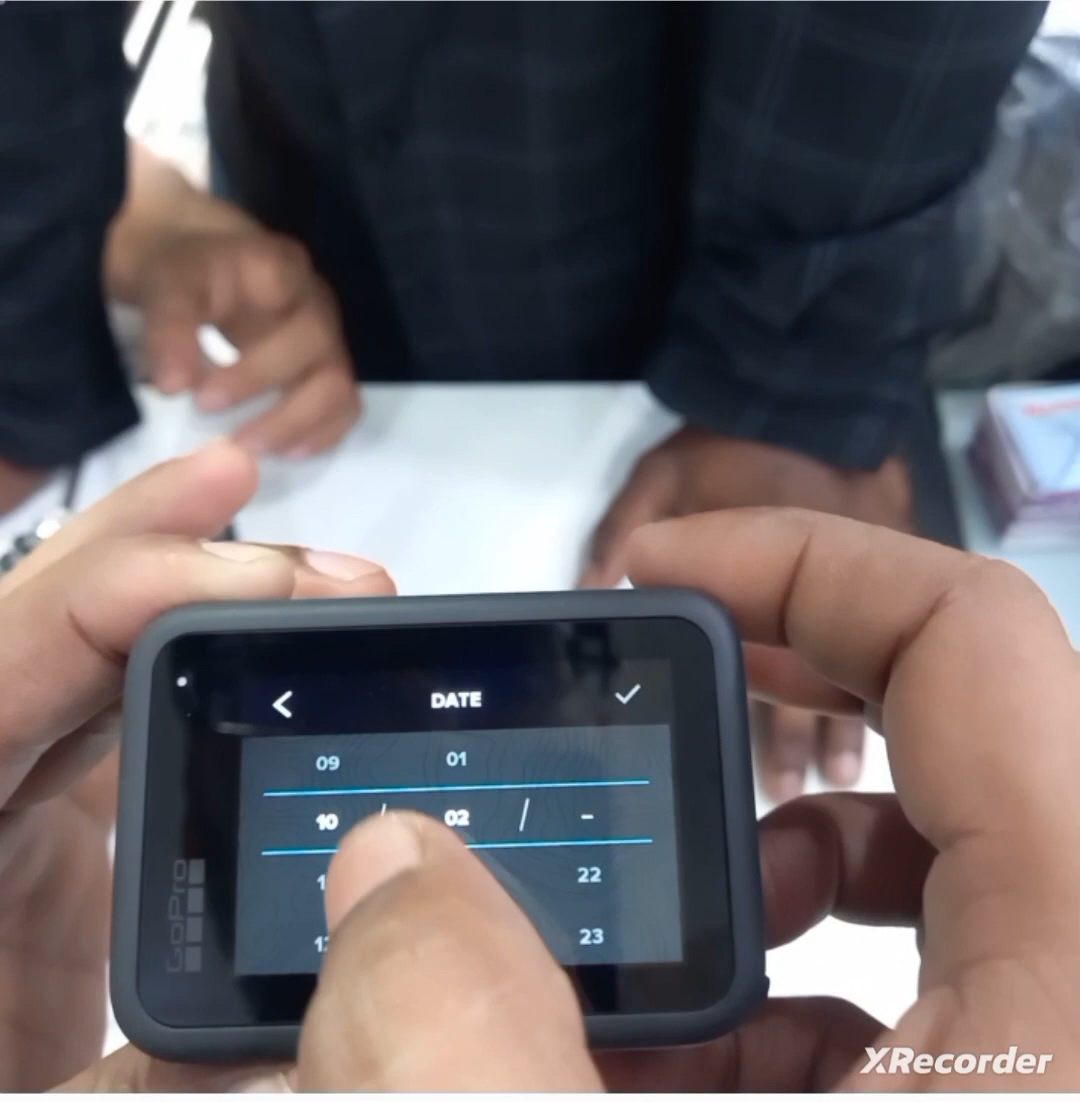 < DATE ✓
09 01
10 / 02 / –
22
23
GoPro
XRecorder